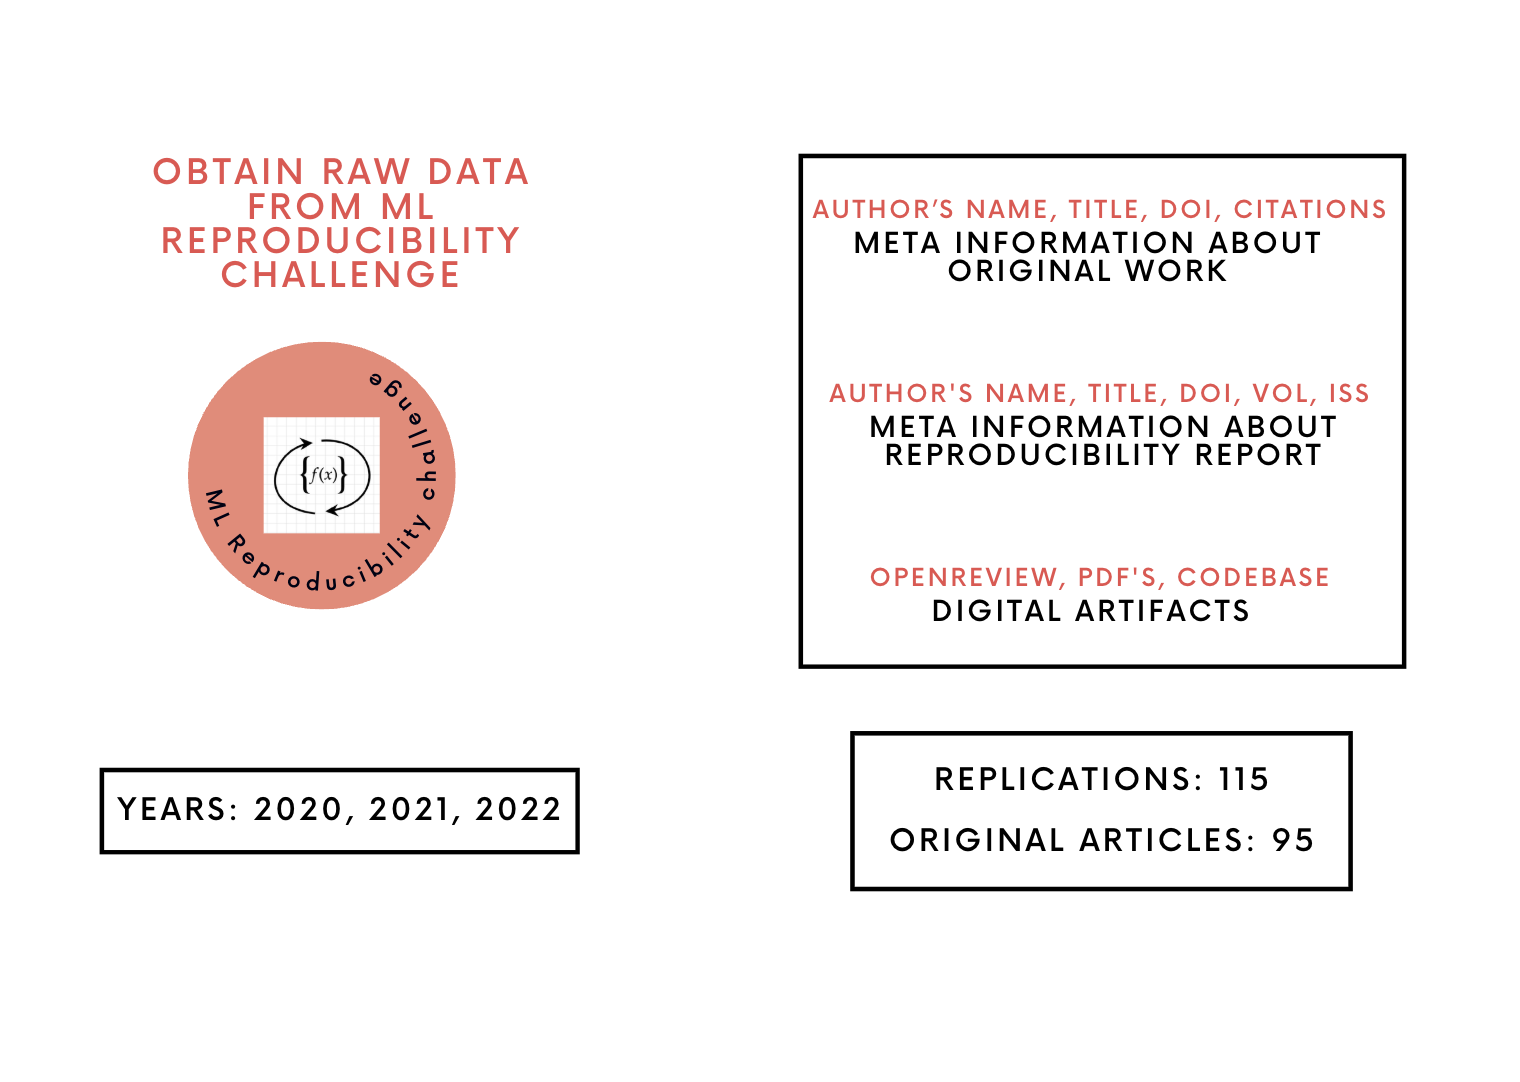 OBTAIN RAW DATA
FROM ML
REPRODUCIBILITY
CHALLENGE
ML Reproducibility challenge
{f(x)}
YEARS: 2020, 2021, 2022
AUTHOR’S NAME, TITLE, DOI, CITATIONS
META INFORMATION ABOUT
ORIGINAL WORK
AUTHOR'S NAME, TITLE, DOI, VOL, ISS
META INFORMATION ABOUT
REPRODUCIBILITY REPORT
OPENREVIEW, PDF'S, CODEBASE
DIGITAL ARTIFACTS
REPLICATIONS: 115
ORIGINAL ARTICLES: 95